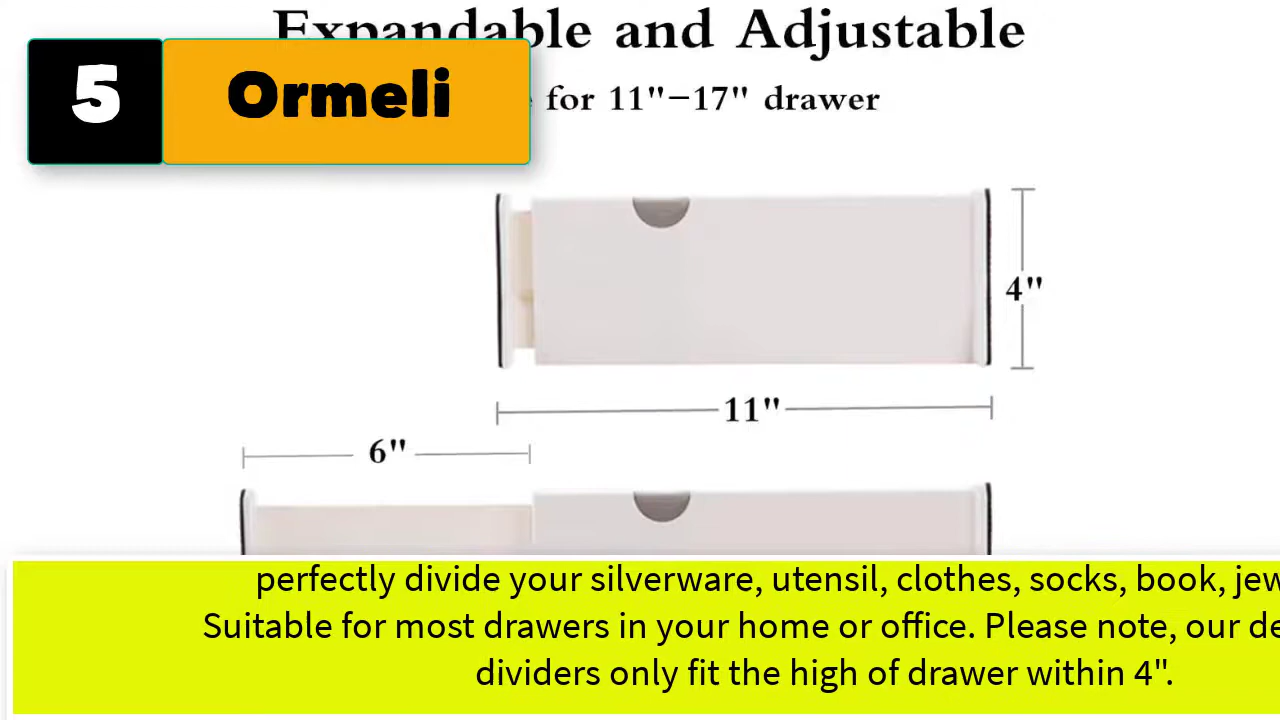 Expandable and Adjustable
for 11"-17" drawer
5 Ormeli
4"
11"
6"
perfectly divide your silverware, utensil, clothes, socks, book,
Suitable for most drawers in your home or office. Please note, our
dividers only fit the high of drawer within 4".